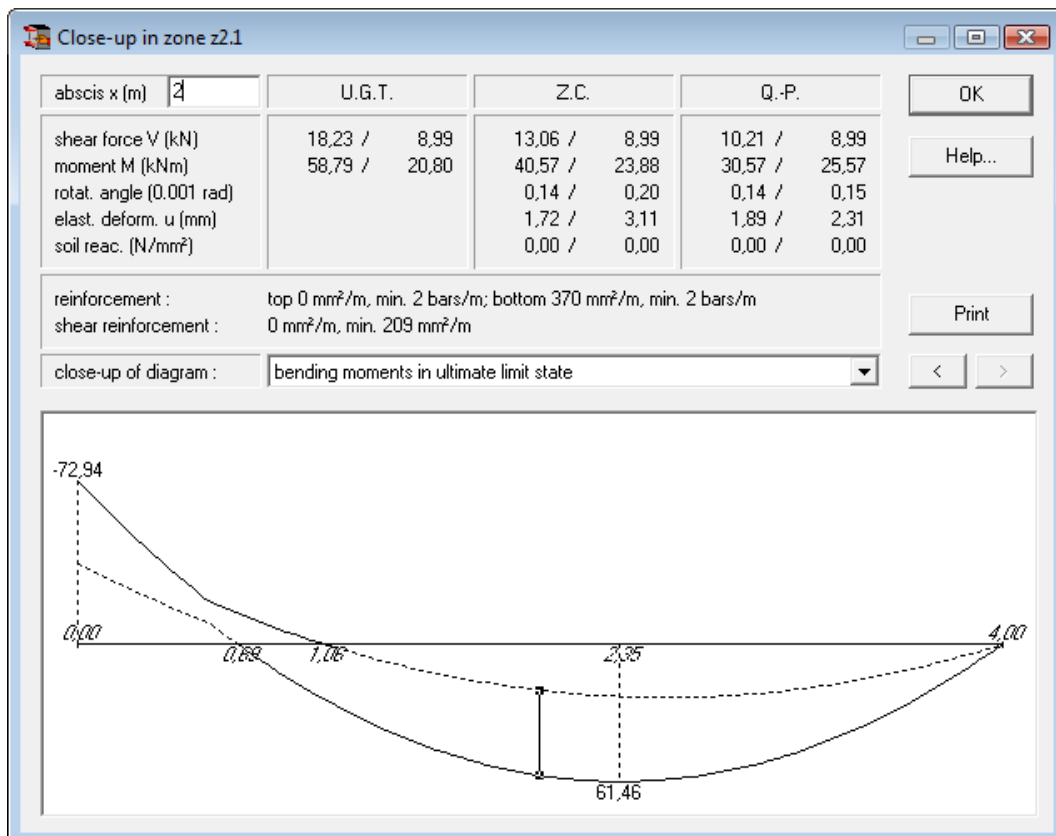 Close-up in zone z2.1
abscis x (m) 2 U.G.T. Z.C. Q.-P. OK
shear force V (kN) 18,23 / 8,99 13,06 / 8,99 10,21 / 8,99
moment M (kNm) 58,79 / 20,80 40,57 / 23,88 30,57 / 25,57 Help...
rotat. angle (0.001 rad) 0,14 / 0,20 0,14 / 0,15
elast. deform. u (mm) 1,72 / 3,11 1,89 / 2,31
soil reac. (N/mm²) 0,00 / 0,00 0,00 / 0,00
reinforcement : top 0 mm²/m, min. 2 bars/m; bottom 370 mm²/m, min. 2 bars/m
shear reinforcement : 0 mm²/m, min. 209 mm²/m Print
close-up of diagram : bending moments in ultimate limit state < >
-72,94
0,00 4,00
0,69 1,06 2,35
61,46